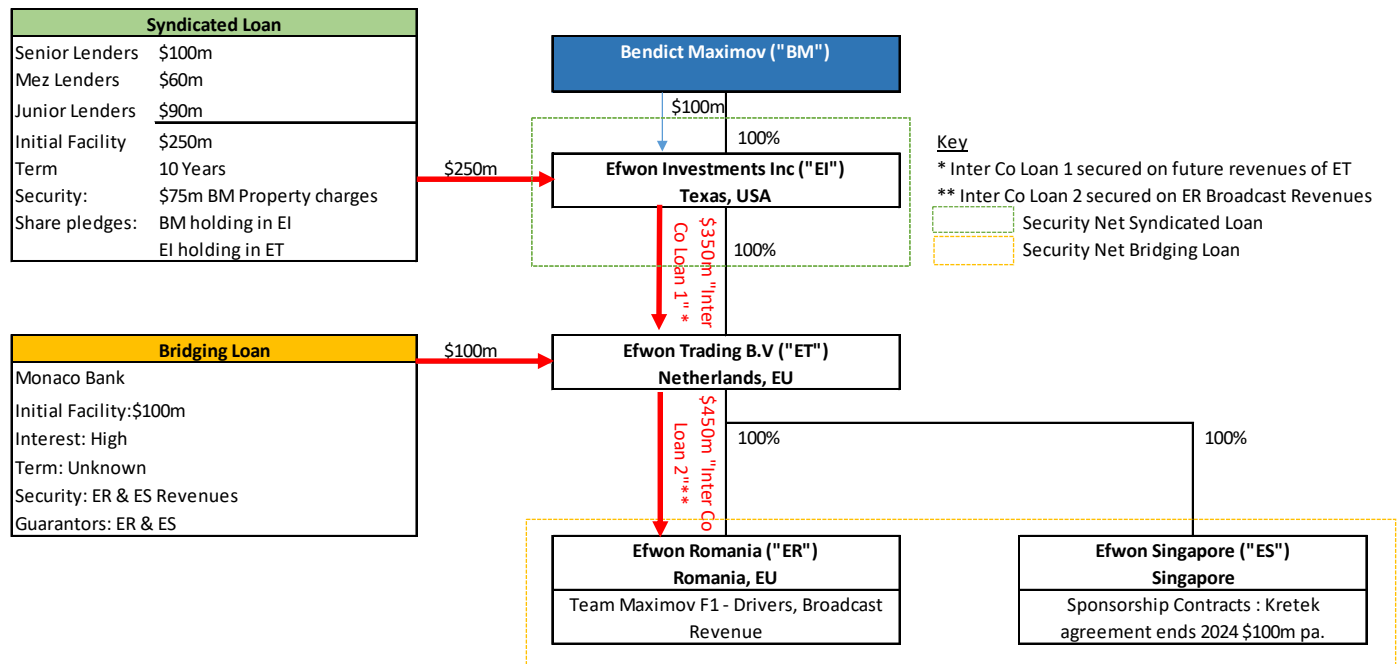 Syndicated Loan
Senior Lenders $100m
Mez Lenders $60m
Junior Lenders $90m
Initial Facility $250m
Term 10 Years
Security: $75m BM Property charges
Share pledges: BM holding in EI
EI holding in ET
$250m
Bendict Maximov ("BM")
$100m
100%
Efwon Investments Inc ("EI")
Texas, USA
$350m "Inter
Co Loan 1" *
100%
Key
* Inter Co Loan 1 secured on future revenues of ET
** Inter Co Loan 2 secured on ER Broadcast Revenues
Security Net Syndicated Loan
Security Net Bridging Loan
Bridging Loan
Monaco Bank
Initial Facility:$100m
Interest: High
Term: Unknown
Security: ER & ES Revenues
Guarantors: ER & ES
$100m
Efwon Trading B.V ("ET")
Netherlands, EU
$450m "Inter Co
Loan 2"**
100%
100%
Efwon Romania ("ER")
Romania, EU
Team Maximov F1 - Drivers, Broadcast
Revenue
Efwon Singapore ("ES")
Singapore
Sponsorship Contracts : Kretek
agreement ends 2024 $100m pa.